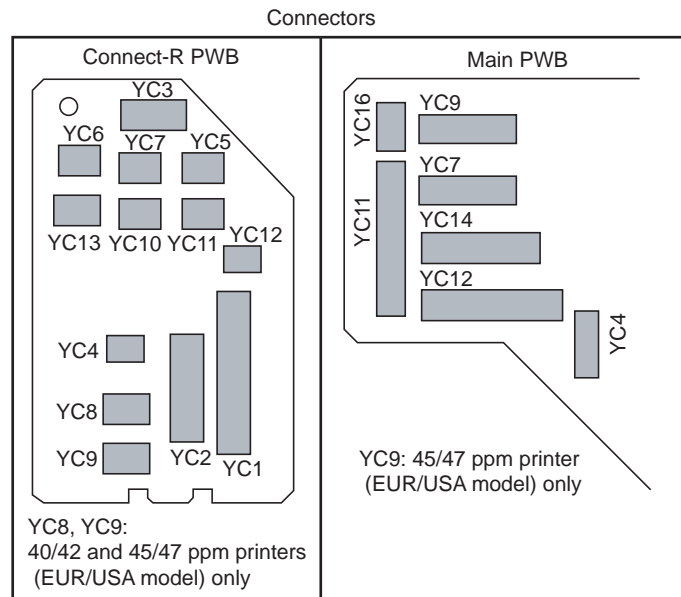 Connectors
Connect-R PWB
YC3
YC6
YC7
YC5
YC13
YC10
YC11
YC12
YC4
YC8
YC9
YC2
YC1
YC8, YC9:
40/42 and 45/47 ppm printers
(EUR/USA model) only
Main PWB
YC16
YC9
YC7
YC11
YC14
YC12
YC4
YC9: 45/47 ppm printer
(EUR/USA model) only